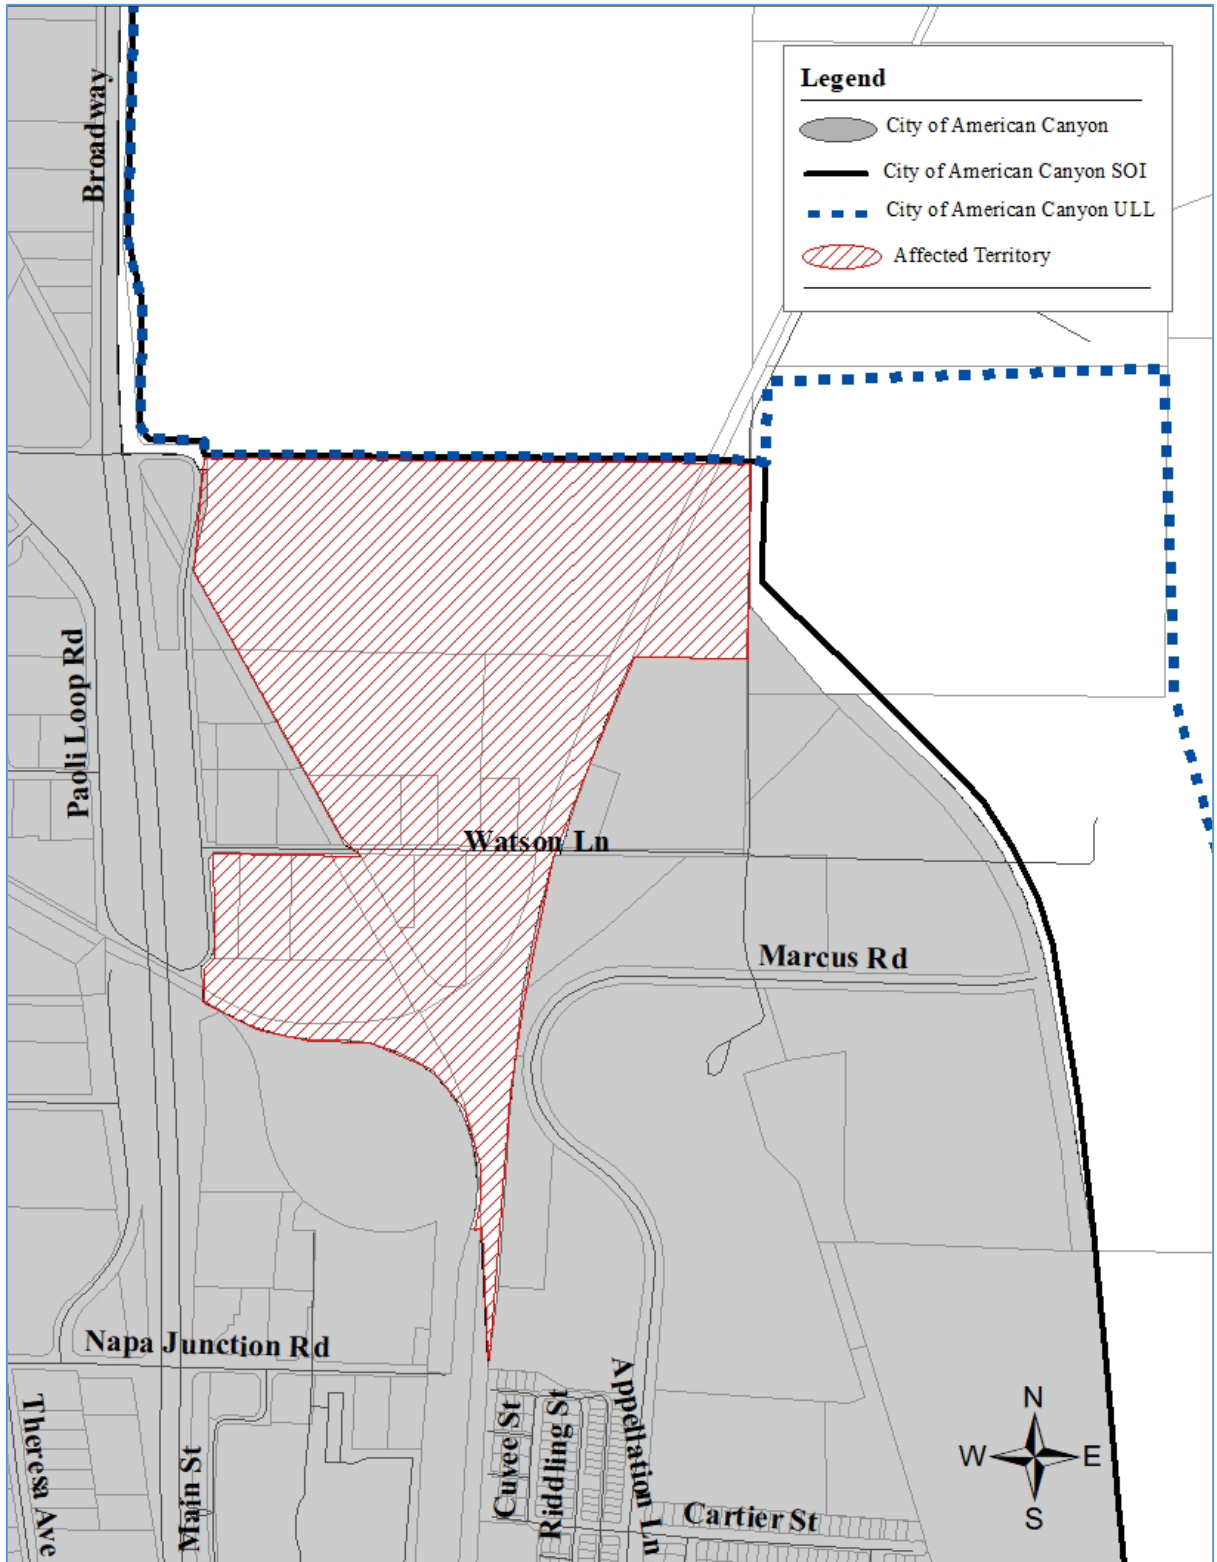 Legend
City of American Canyon
City of American Canyon SOI
City of American Canyon ULL
Affected Territory
Broadway
Paoli Loop Rd
Watson Ln
Marcus Rd
Napa Junction Rd
Theresa Ave
Main St
Cuvee St
Riddling St
Appellation Ln
Cartier St
N
W
E
S